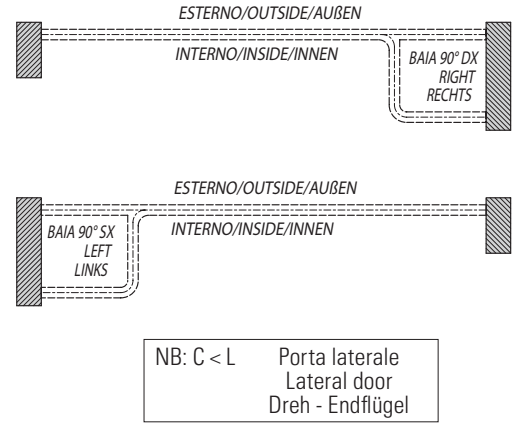 ESTERNO/OUTSIDE/AUßEN
INTERNO/INSIDE/INNEN
BAIA 90° DX
RIGHT
RECHTS
ESTERNO/OUTSIDE/AUßEN
INTERNO/INSIDE/INNEN
BAIA 90° SX
LEFT
LINKS
NB: C < L Porta laterale
Lateral door
Dreh - Endflügel